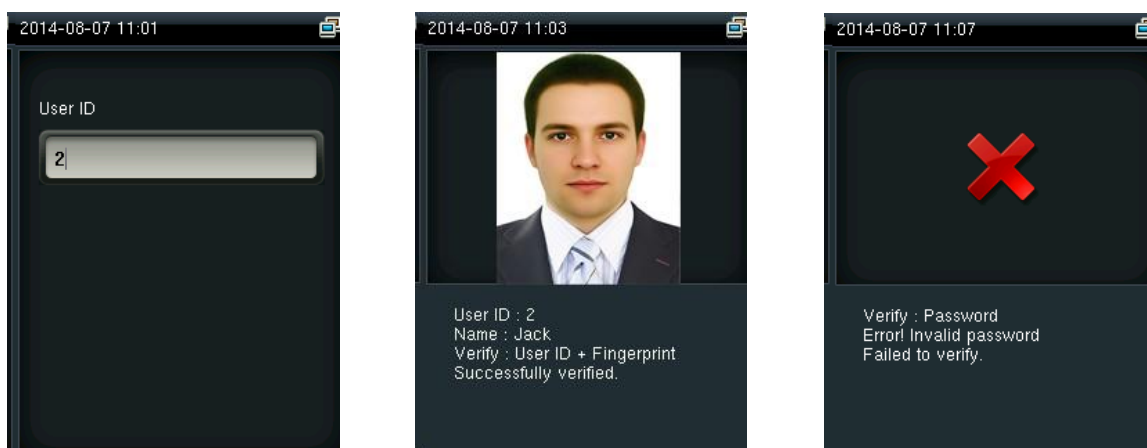 2014-08-07 11:01
User ID
2
2014-08-07 11:03
User ID : 2
Name : Jack
Verify : User ID + Fingerprint
Successfully verified.
2014-08-07 11:07
Verify : Password
Error! Invalid password
Failed to verify.